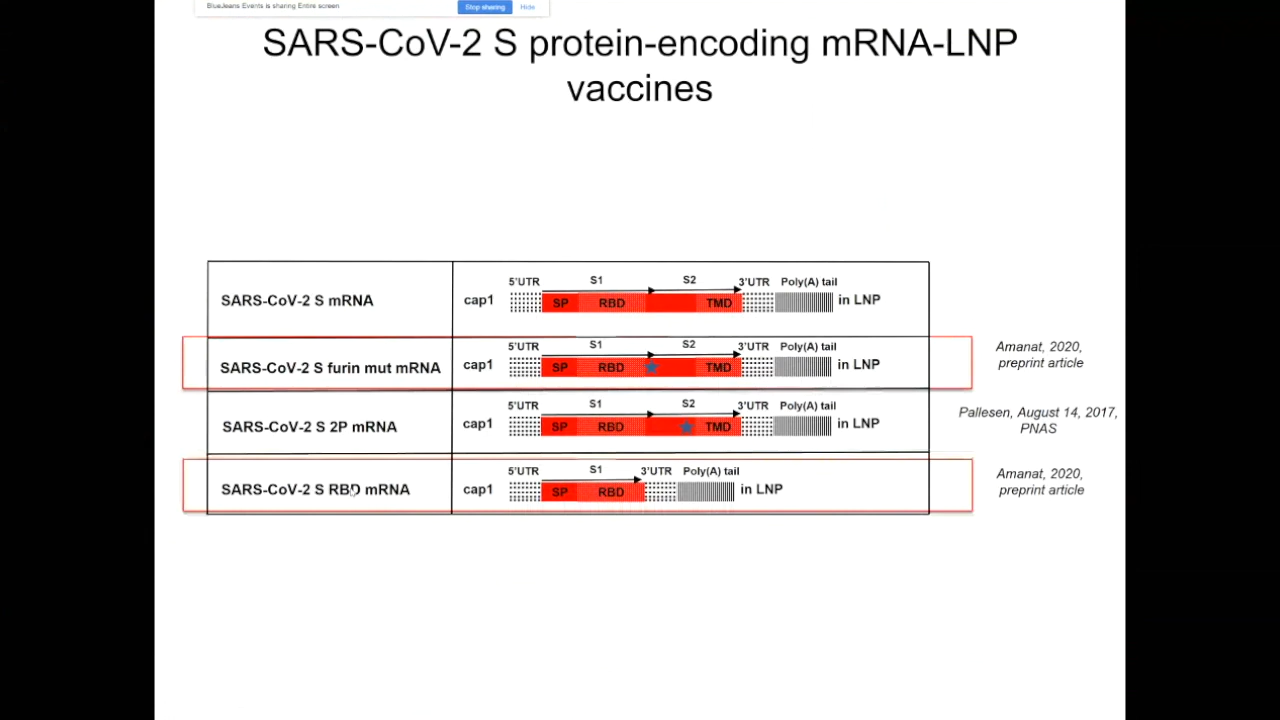 BlueJeans Events is sharing Entire screen Stop sharing Hide
SARS-CoV-2 S protein-encoding mRNA-LNP
vaccines
SARS-CoV-2 S mRNA
cap1
5'UTR S1 S2 3'UTR Poly(A) tail
SP RBD TMD
in LNP
SARS-CoV-2 S furin mut mRNA
cap1
5'UTR S1 S2 3'UTR Poly(A) tail
SP RBD TMD
in LNP
Amanat, 2020,
preprint article
SARS-CoV-2 S 2P mRNA
cap1
5'UTR S1 S2 3'UTR Poly(A) tail
SP RBD TMD
in LNP
Pallesen, August 14, 2017,
PNAS
SARS-CoV-2 S RBD mRNA
cap1
5'UTR S1 3'UTR Poly(A) tail
SP RBD
in LNP
Amanat, 2020,
preprint article